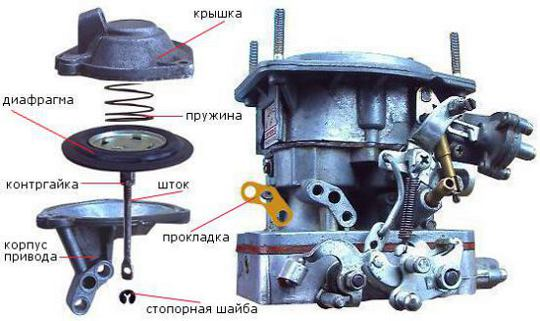 крышка
диафрагма
пружина
контргайка
шток
прокладка
корпус
привода
стопорная шайба